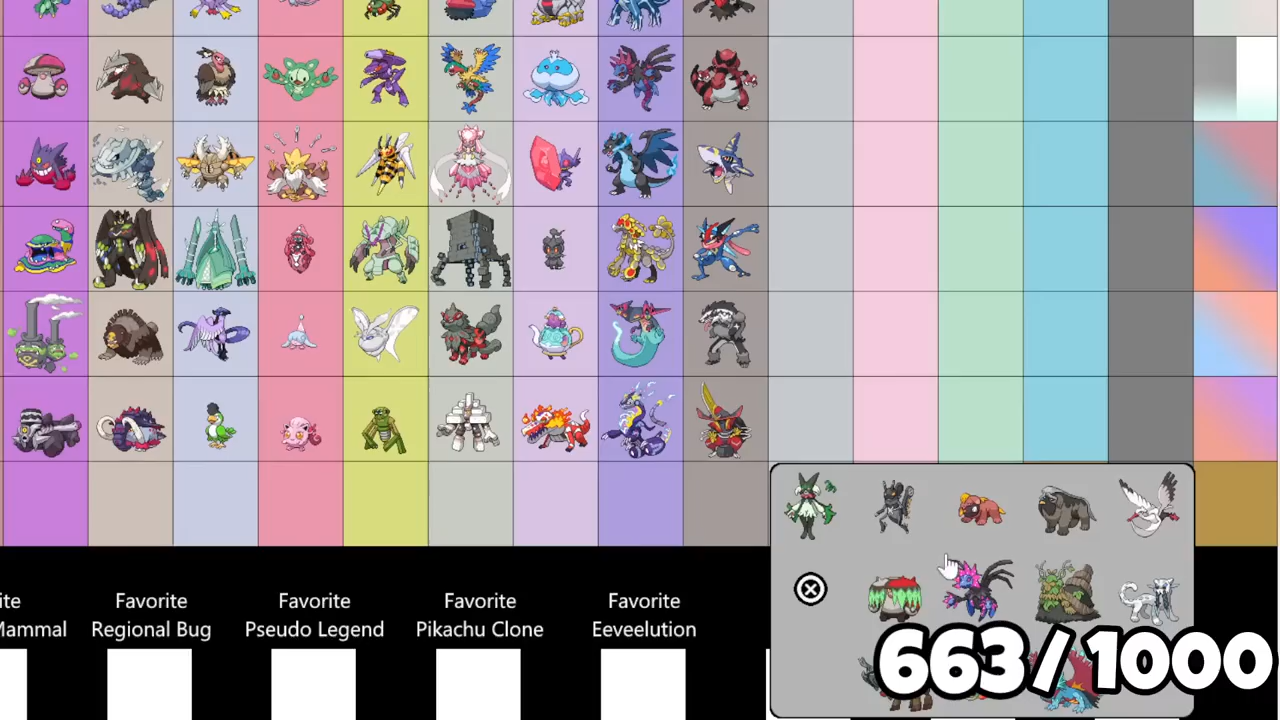 ite
Mammal
Favorite
Regional Bug
Favorite
Pseudo Legend
Favorite
Pikachu Clone
Favorite
Eeveelution
663/1000